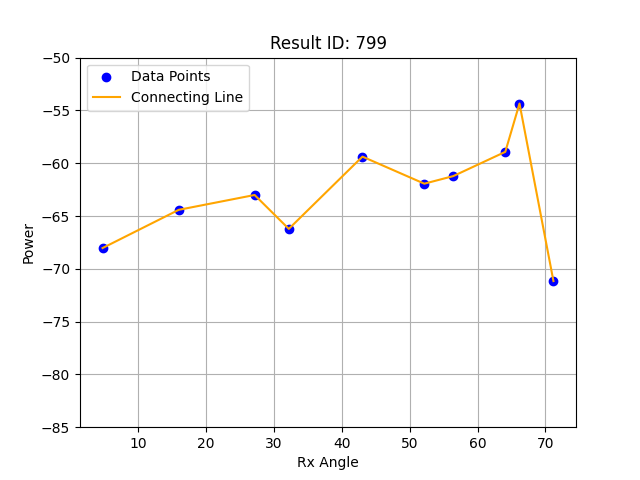 Result ID: 799
Data Points
Connecting Line
Power
−50
−55
−60
−65
−70
−75
−80
−85
10 20 30 40 50 60 70
Rx Angle